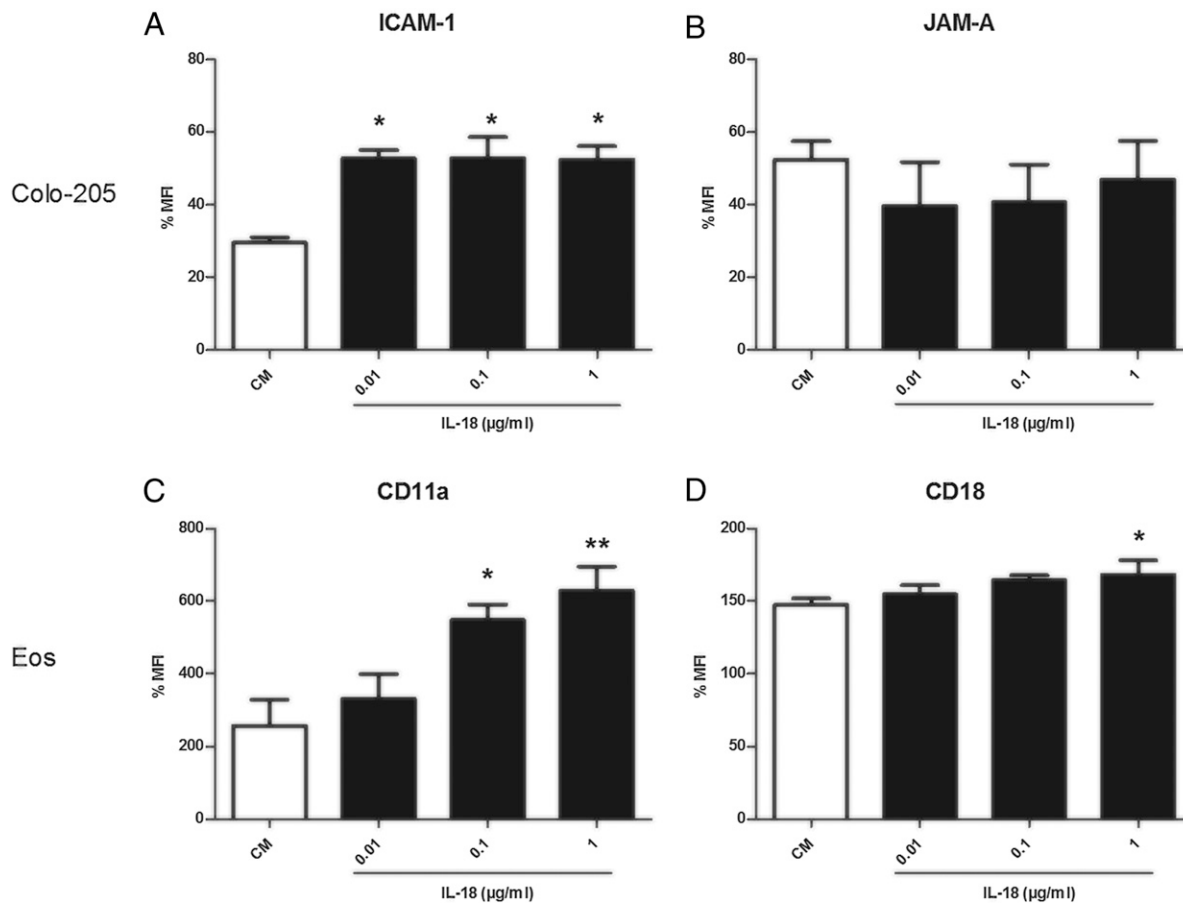 A
ICAM-1
80
60
40
20
0
% MFI
* * *
CM
0.01
0.1
1
IL-18 (µg/ml)
B
JAM-A
80
60
40
20
0
% MFI
CM
0.01
0.1
1
IL-18 (µg/ml)
Colo-205
C
CD11a
800
600
400
200
0
% MFI
* **
CM
0.01
0.1
1
IL-18 (µg/ml)
D
CD18
200
150
100
50
0
% MFI
*
CM
0.01
0.1
1
IL-18 (µg/ml)
Eos